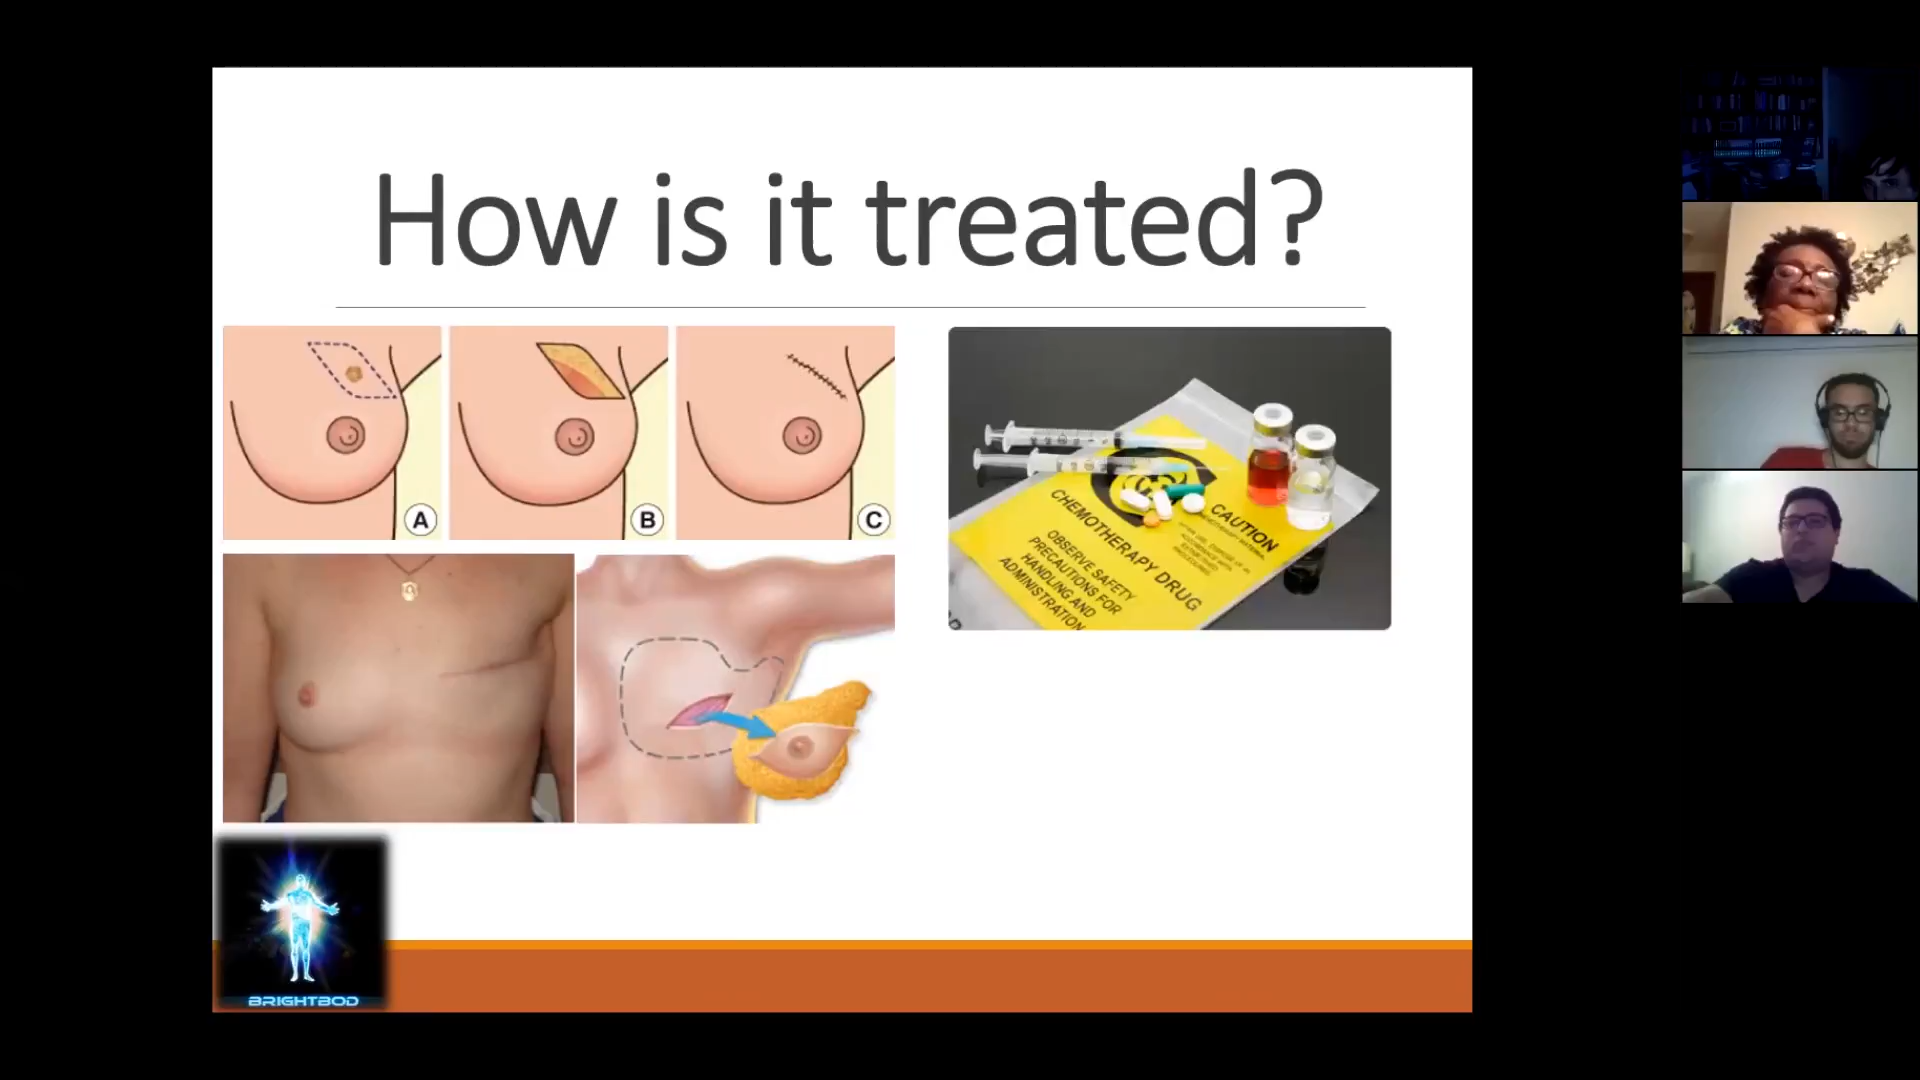 How is it treated?
A
B
C
CAUTION
CHEMOTHERAPY DRUG
OBSERVE SAFETY
PRECAUTIONS FOR
HANDLING AND
ADMINISTRATION
BRIGHTBOD